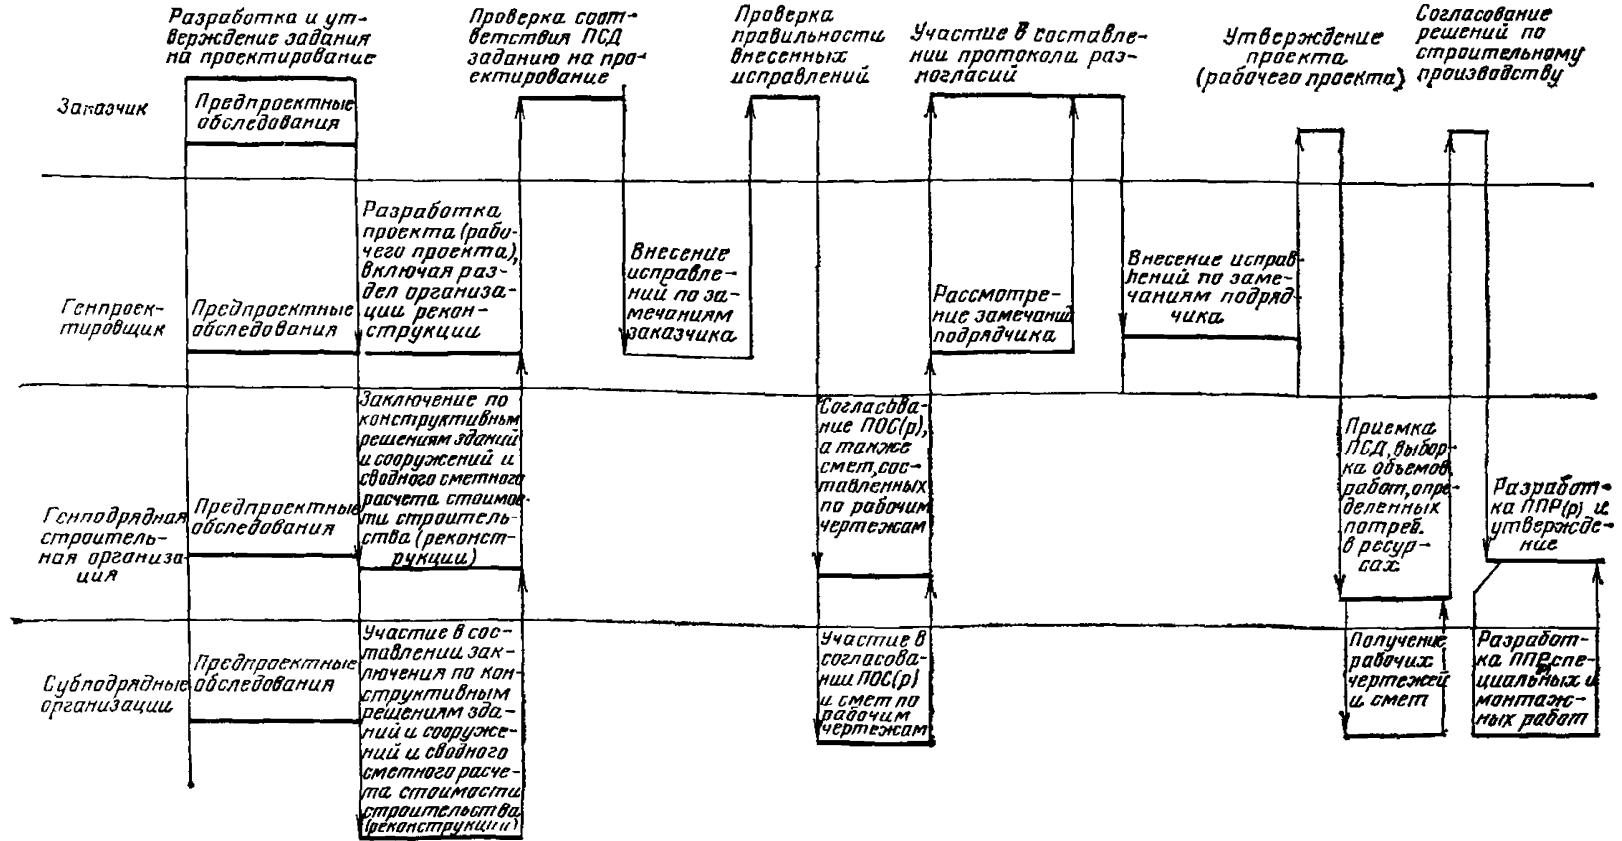 Разработка и ут-
верждение задания
на проектирование
Проверка соот-
ветствия ПСД
заданию на про-
ектирование
Проверка
правильности
внесенных
исправлений
Участие в составле-
нии протокола раз-
ногласий
Утверждение
проекта
(рабочего проекта)
Согласование
решений по
строительному
производству
Заказчик
Предпроектные
обследования
Генпроек-
тировщик
Предпроектные
обследования
Разработка
проекта (рабо-
чего проекта),
включая раз-
дел организа-
ции рекон-
струкции
Внесение
исправле-
ний по за-
мечаниям
заказчика
Рассмотре-
ние замечаний
подрядчика
Внесение исправ-
лений по заме-
чаниям подряд-
чика
Генподрядная
строитель-
ная организа-
ция
Предпроектные
обследования
Заключение по
конструктивным
решениям зданий
и сооружений и
сводного сметного
расчета стоимос-
ти строитель-
ства (реконст-
рукции)
Согласова-
ние ПОС(р),
а также
смет, сос-
тавленных
по рабочим
чертежам
Приемка
ПСД, выбор-
ка объемов
работ, опре-
деленных
потреб.
в ресур-
сах
Разработ-
ка ППР(р) и
утвержде-
ние
Субподрядные
организации
Предпроектные
обследования
Участие в сос-
тавлении зак-
лючения по кон-
структивным
решениям зда-
ний и сооруже-
ний и сводного
сметного расче-
та стоимости
строительства
(реконструкции)
Участие в
согласова-
нии ПОС(р)
и смет по
рабочим
чертежам
Получение
рабочих
чертежей
и смет
Разработ-
ка ППР(р) спе-
циальных и
монтаж-
ных работ